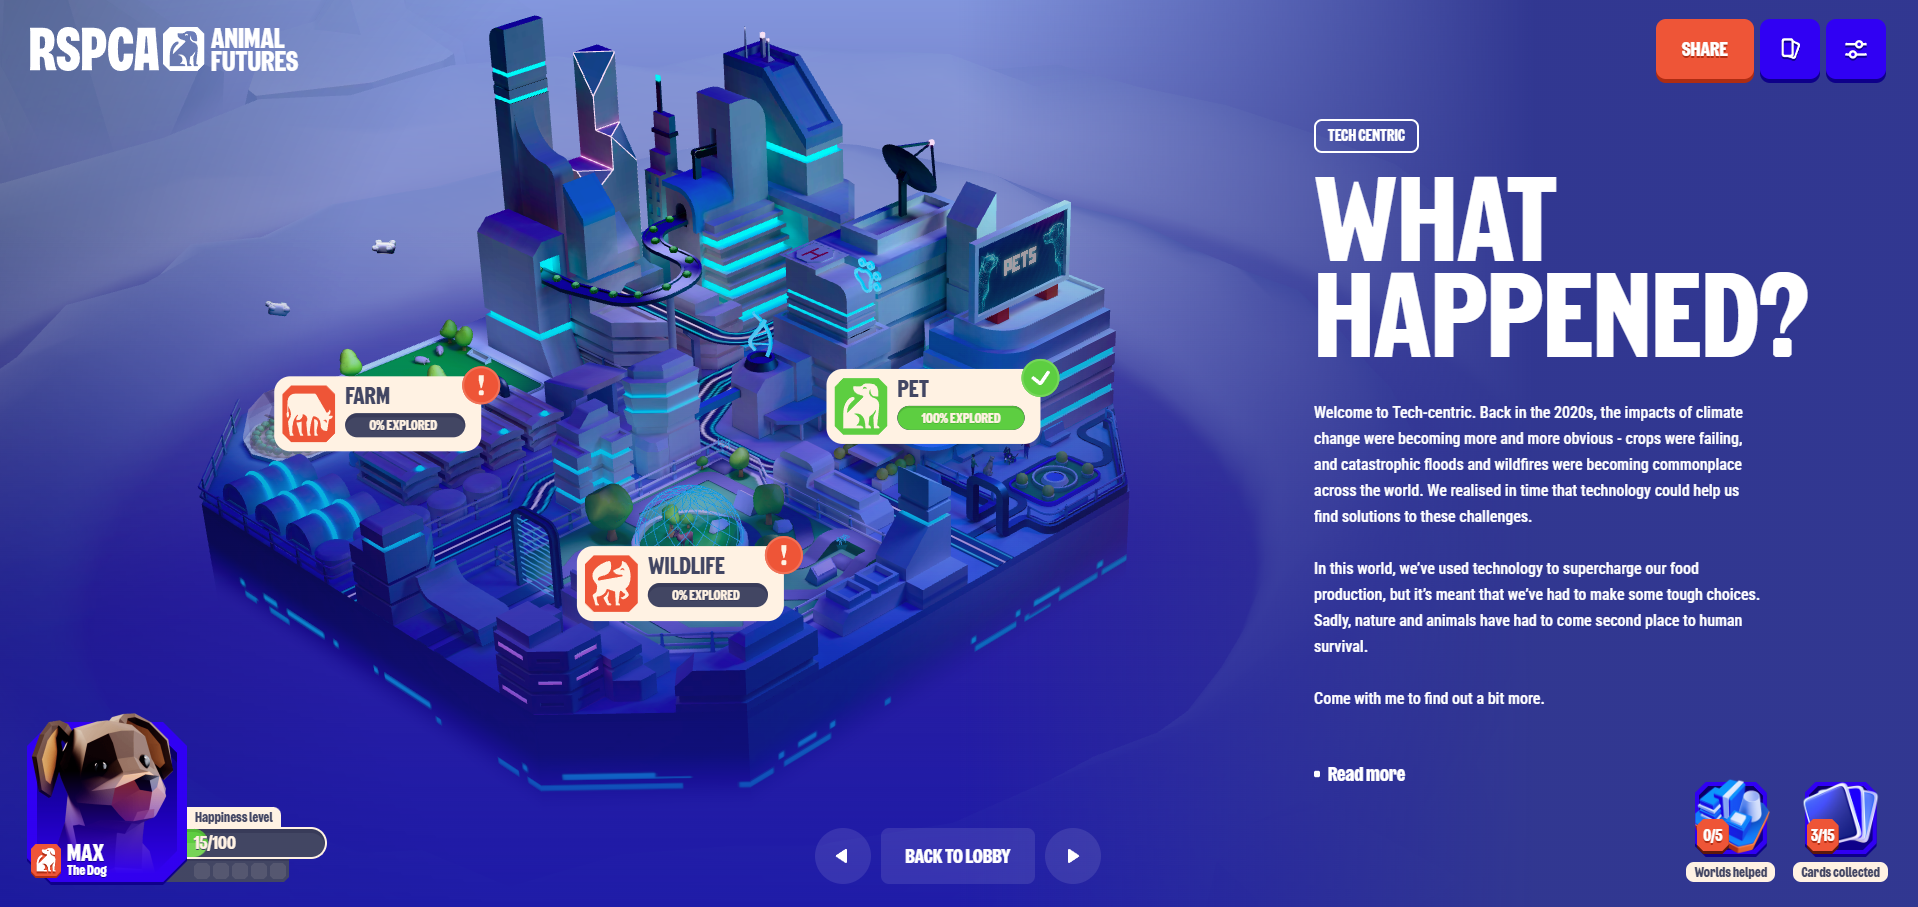 RSPCA ANIMAL
FUTURES
SHARE
TECH CENTRIC
WHAT
HAPPENED?
Welcome to Tech-centric. Back in the 2020s, the impacts of climate
change were becoming more and more obvious - crops were failing,
and catastrophic floods and wildfires were becoming commonplace
across the world. We realised in time that technology could help us
find solutions to these challenges.
In this world, we've used technology to supercharge our food
production, but it's meant that we've had to make some tough choices.
Sadly, nature and animals have had to come second place to human
survival.
Come with me to find out a bit more.
Read more
H
PETS
FARM
!
0% EXPLORED
PET
100% EXPLORED
WILDLIFE
!
0% EXPLORED
Happiness level
15/100
MAX
The Dog
BACK TO LOBBY
0/5
Worlds helped
3/15
Cards collected